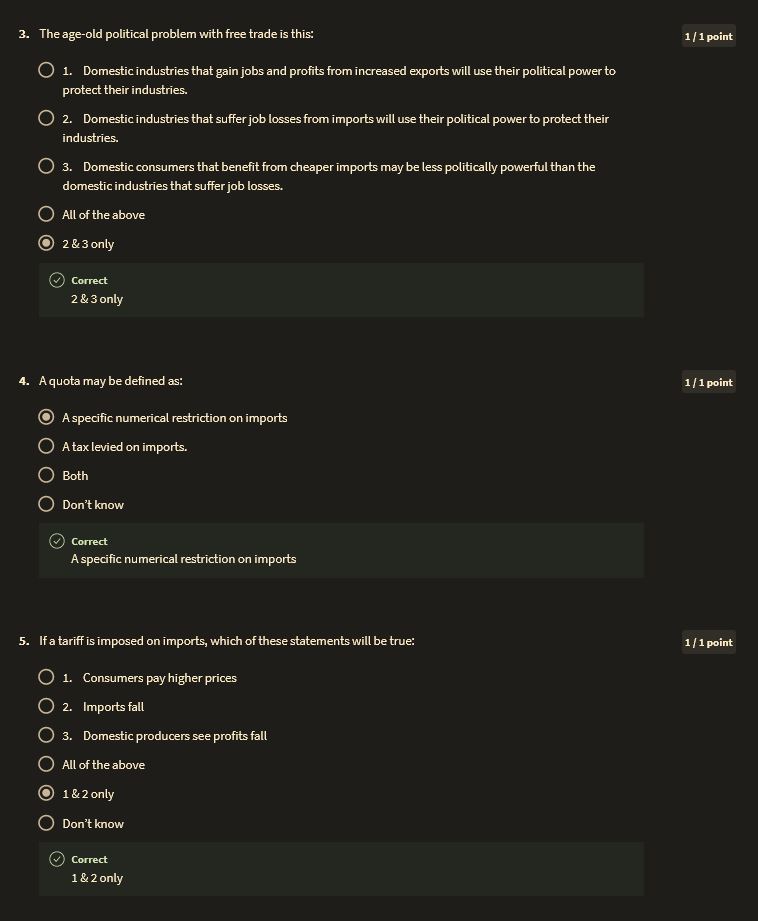 3. The age-old political problem with free trade is this:
1 / 1 point
1. Domestic industries that gain jobs and profits from increased exports will use their political power to
protect their industries.
2. Domestic industries that suffer job losses from imports will use their political power to protect their
industries.
3. Domestic consumers that benefit from cheaper imports may be less politically powerful than the
domestic industries that suffer job losses.
All of the above
2 & 3 only
Correct
2 & 3 only
4. A quota may be defined as:
1 / 1 point
A specific numerical restriction on imports
A tax levied on imports.
Both
Don't know
Correct
A specific numerical restriction on imports
5. If a tariff is imposed on imports, which of these statements will be true:
1 / 1 point
1. Consumers pay higher prices
2. Imports fall
3. Domestic producers see profits fall
All of the above
1 & 2 only
Don't know
Correct
1 & 2 only